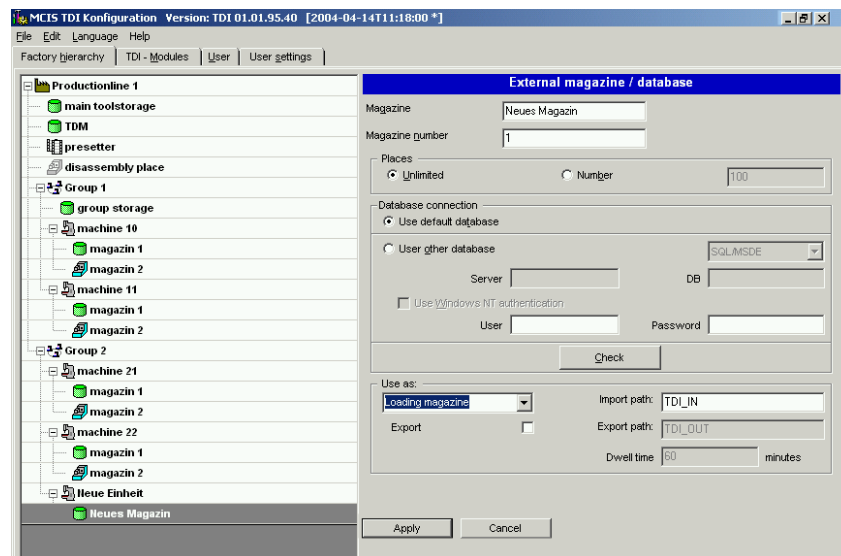 MCIS TDI Konfiguration Version: TDI 01.01.95.40 [2004-04-14T11:18:00 *]
File Edit Language Help
Factory hierarchy TDI - Modules User User settings
Productionline 1
main toolstorage
TDM
presetter
disassembly place
Group 1
group storage
machine 10
magazin 1
magazin 2
machine 11
magazin 1
magazin 2
Group 2
machine 21
magazin 1
magazin 2
machine 22
magazin 1
magazin 2
Neue Einheit
Neues Magazin
External magazine / database
Magazine Neues Magazin
Magazine number 1
Places
Unlimited Number 100
Database connection
Use default database
User other database SQL/MSDE
Server DB
Use Windows NT authentication
User Password
Check
Use as:
Loading magazine Import path: TDI_IN
Export Export path: TDI_OUT
Dwell time 60 minutes
Apply Cancel